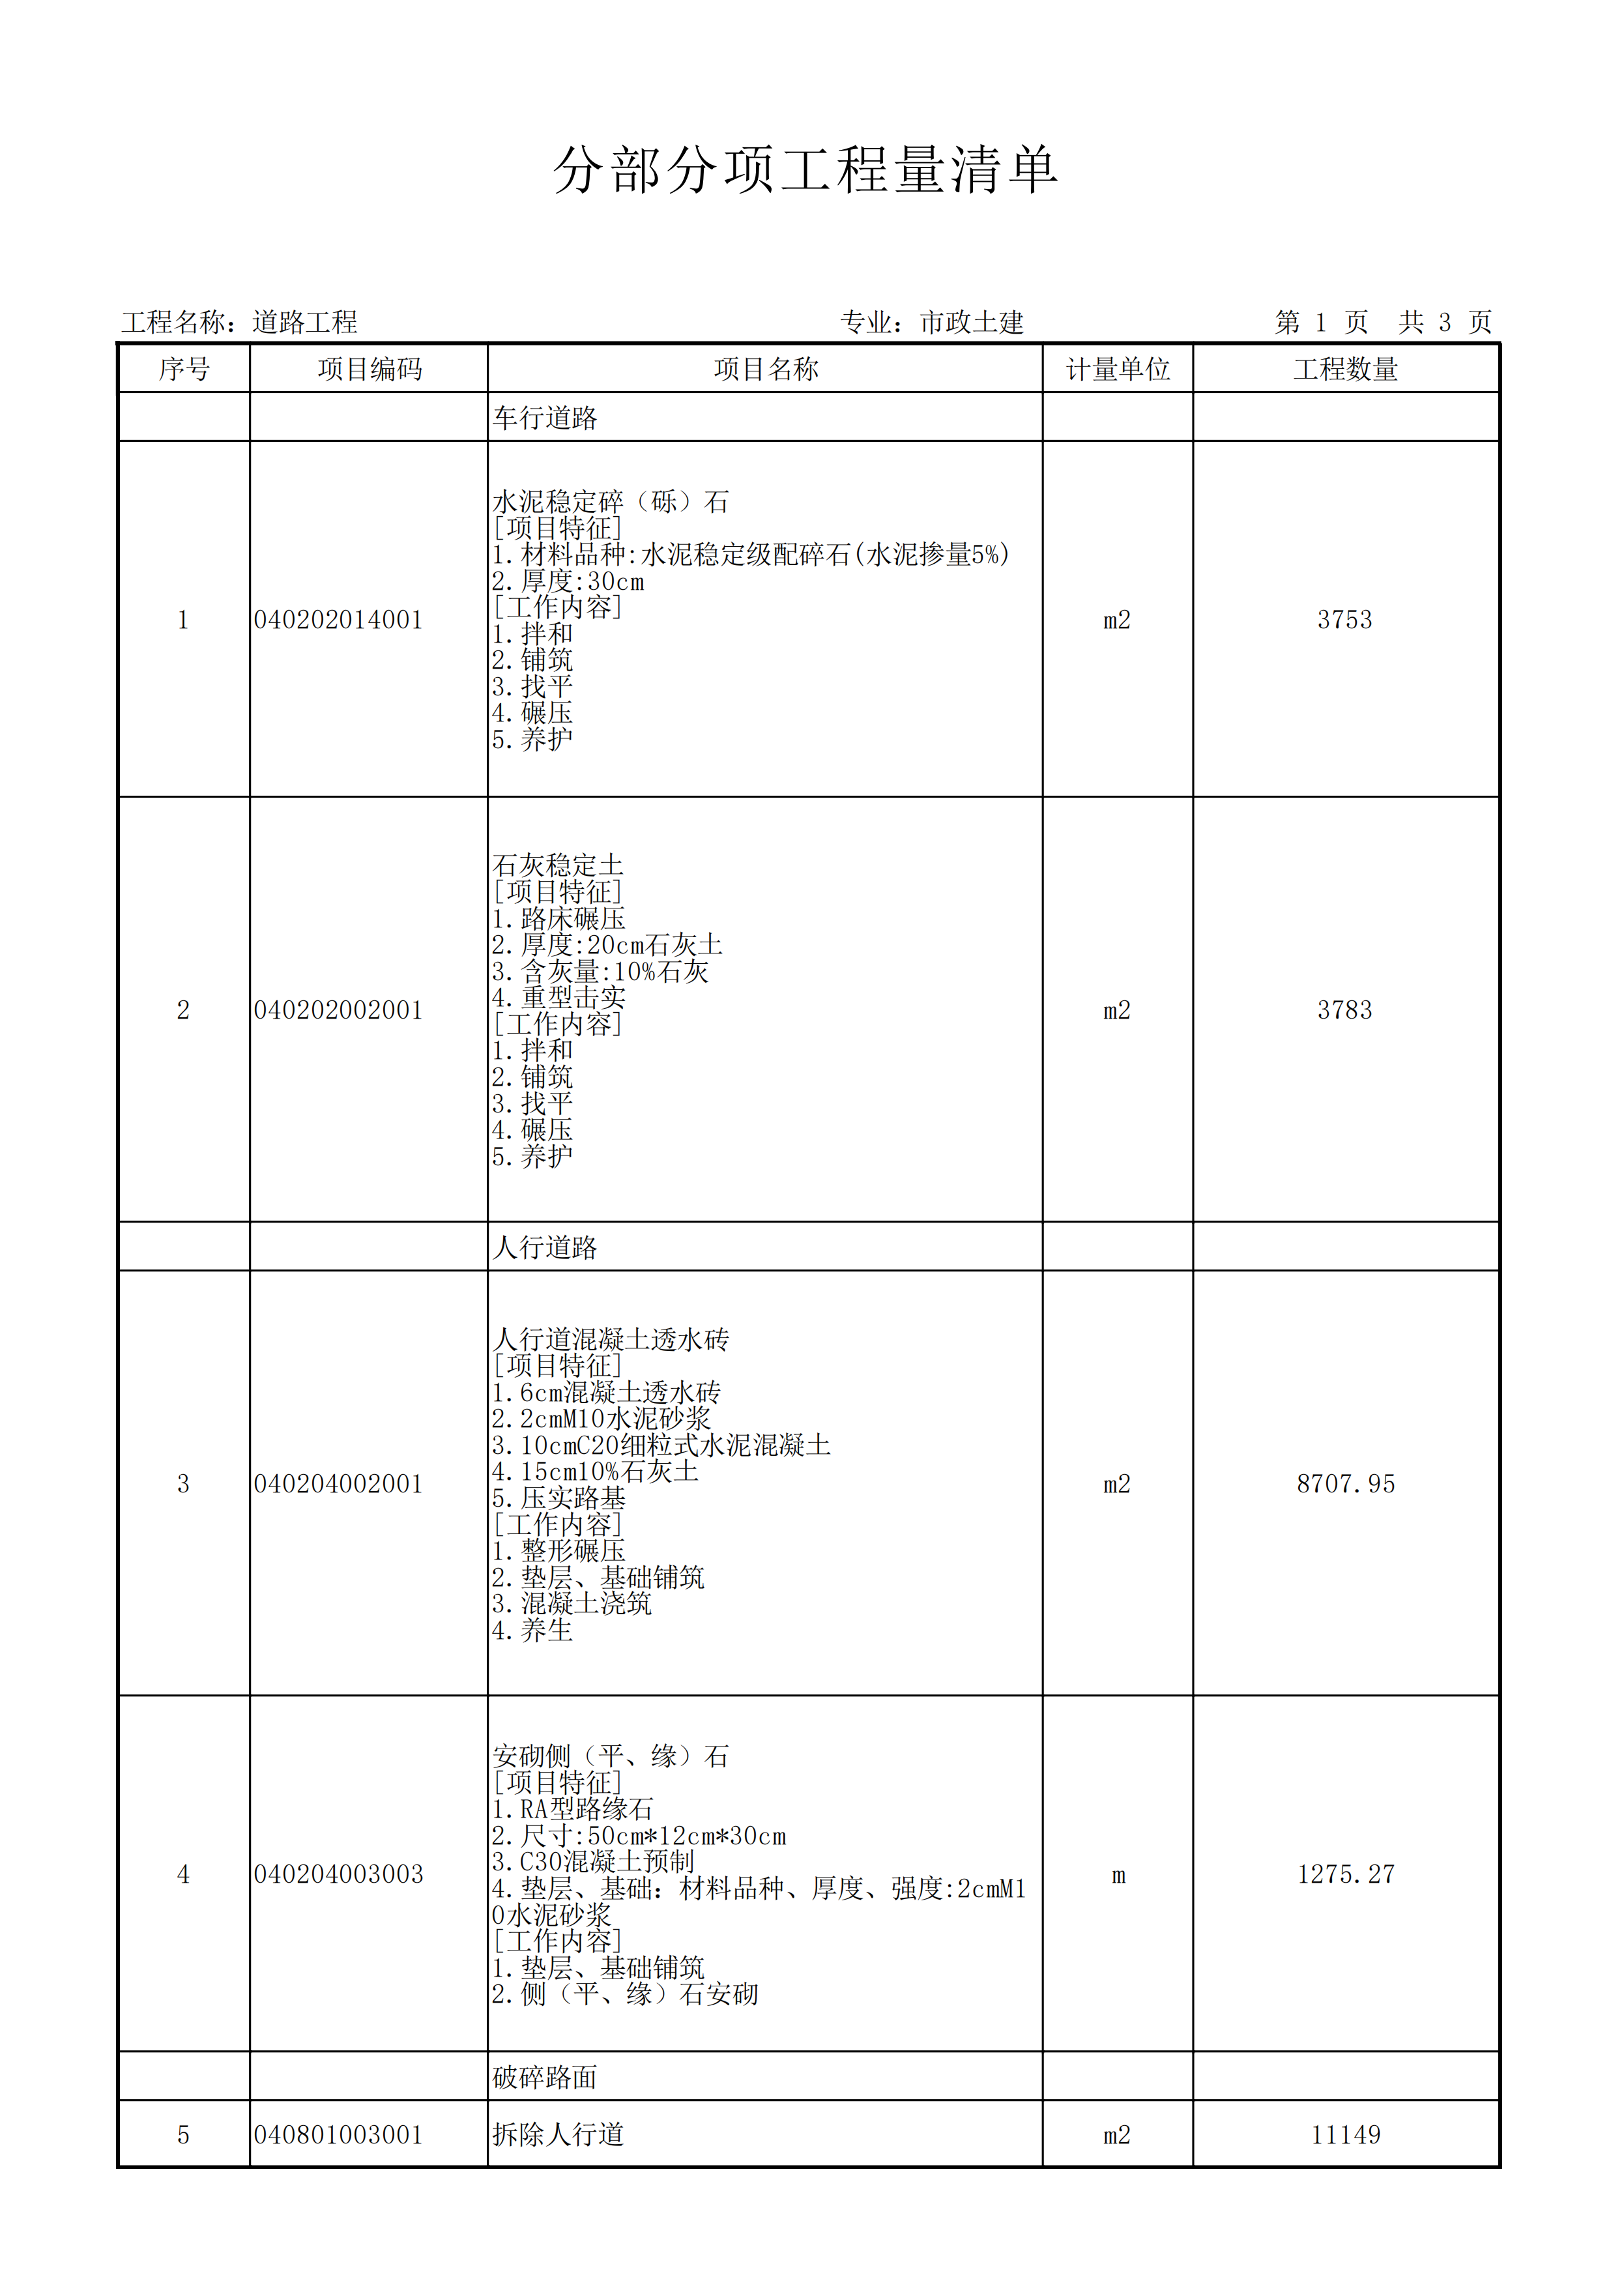 分部分项工程量清单
工程名称：道路工程 专业：市政土建 第 1 页 共 3 页
序号 项目编码 项目名称 计量单位 工程数量
车行道路
1 040202014001 m2 3753
水泥稳定碎（砾）石
[项目特征]
1.材料品种:水泥稳定级配碎石(水泥掺量5%)
2.厚度:30cm
[工作内容]
1.拌和
2.铺筑
3.找平
4.碾压
5.养护
2 040202002001 m2 3783
石灰稳定土
[项目特征]
1.路床碾压
2.厚度:20cm石灰土
3.含灰量:10%石灰
4.重型击实
[工作内容]
1.拌和
2.铺筑
3.找平
4.碾压
5.养护
人行道路
3 040204002001 m2 8707.95
人行道混凝土透水砖
[项目特征]
1.6cm混凝土透水砖
2.2cmM10水泥砂浆
3.10cmC20细粒式水泥混凝土
4.15cm10%石灰土
5.压实路基
[工作内容]
1.整形碾压
2.垫层、基础铺筑
3.混凝土浇筑
4.养生
4 040204003003 m 1275.27
安砌侧（平、缘）石
[项目特征]
1.RA型路缘石
2.尺寸:50cm*12cm*30cm
3.C30混凝土预制
4.垫层、基础：材料品种、厚度、强度:2cmM1
0水泥砂浆
[工作内容]
1.垫层、基础铺筑
2.侧（平、缘）石安砌
破碎路面
5 040801003001 拆除人行道 m2 11149